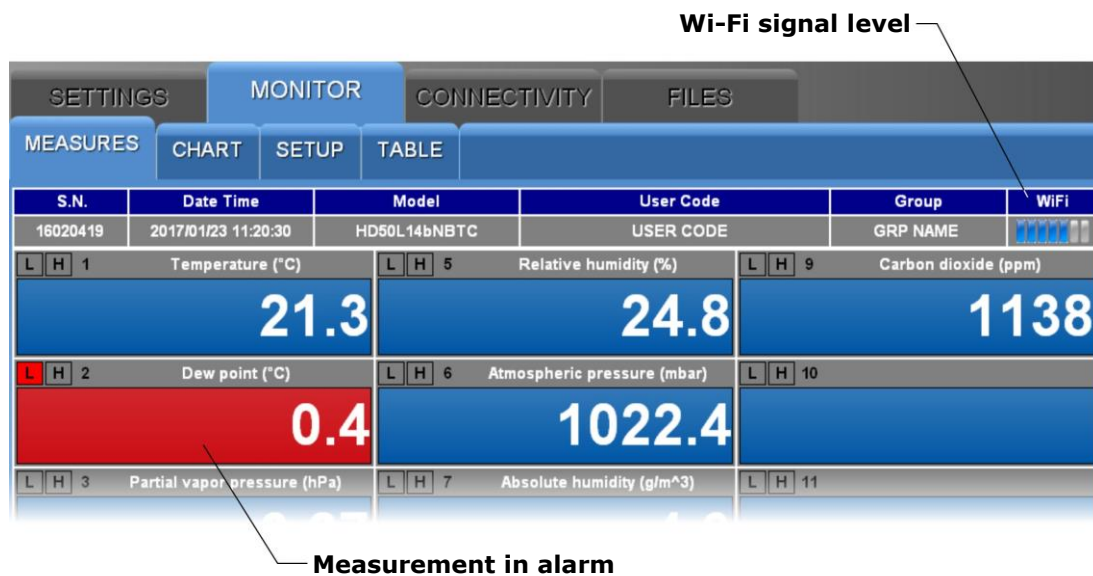 Wi-Fi signal level
SETTINGS MONITOR CONNECTIVITY FILES
MEASURES CHART SETUP TABLE
S.N. Date Time Model User Code Group WiFi
16020419 2017/01/23 11:20:30 HD50L14bNBTC USER CODE GRP NAME
L H 1 Temperature (°C) L H 5 Relative humidity (%) L H 9 Carbon dioxide (ppm)
21.3 24.8 1138
L H 2 Dew point (°C) L H 6 Atmospheric pressure (mbar) L H 10
0.4 1022.4
L H 3 Partial vapor pressure (hPa) L H 7 Absolute humidity (g/m^3) L H 11
Measurement in alarm